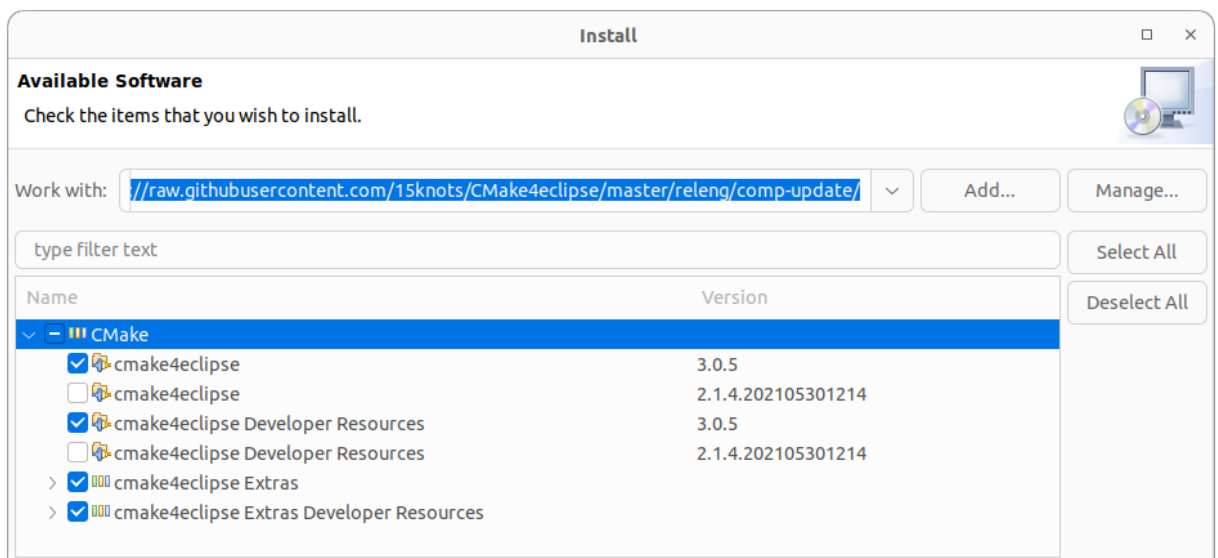 Install
Available Software
Check the items that you wish to install.
Work with: ://raw.githubusercontent.com/15knots/CMake4eclipse/master/releng/comp-update/ Add... Manage...
type filter text Select All
Name Version Deselect All
CMake
cmake4eclipse 3.0.5
cmake4eclipse 2.1.4.202105301214
cmake4eclipse Developer Resources 3.0.5
cmake4eclipse Developer Resources 2.1.4.202105301214
cmake4eclipse Extras
cmake4eclipse Extras Developer Resources